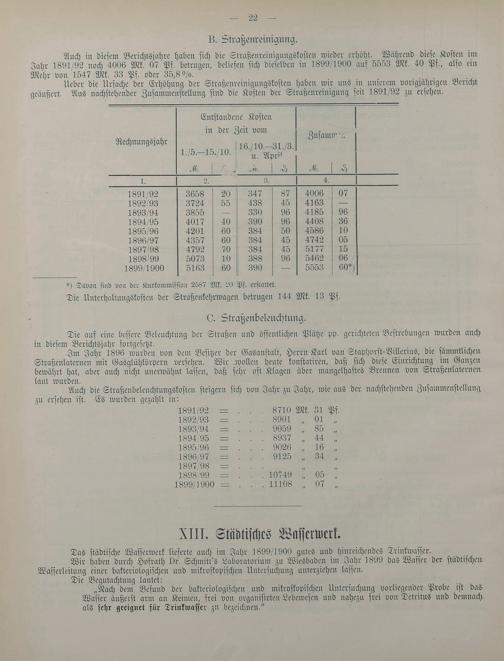 — 22 —
B. Straßenreinigung.
Auch in diesem Berichtsjahre haben sich die Straßenreinigungskosten wieder erhöht. Während diese Kosten im
Jahr 1891/92 noch 4006 Mk. 07 Pf. betrugen, beliefen sich dieselben in 1899/1900 auf 5553 Mk. 40 Pf., also ein
Mehr von 1547 Mk. 33 Pf. oder 35,8 %.
Ueber die Ursache der Erhöhung der Straßenreinigungskosten haben wir uns in unserem vorigjährigen Bericht
geäußert. Aus nachstehender Zusammenstellung sind die Kosten der Straßenreinigung seit 1891/92 zu ersehen.
Rechnungsjahr Entstandene Kosten in der Zeit vom
1./5.—15./10. 16./10.—31./3. u. April
M. M. M.
1. 2. 3. 4.
1891/92 3658 20 347 87 4006 07
1892/93 3724 55 438 45 4163 —
1893/94 3855 — 330 96 4185 96
1894/95 4017 40 390 96 4408 36
1895/96 4201 60 384 50 4586 10
1896/97 4357 60 384 45 4742 05
1897/98 4792 70 384 45 5177 15
1898/99 5073 10 388 96 5462 06
1899/1900 5163 60 390 — 5553 60*)
*) Davon sind von der Kurkommission 2587 Mk. 20 Pf. erstattet.
Die Unterhaltungskosten der Straßenkehrwagen betrugen 144 Mk. 13 Pf.
C. Straßenbeleuchtung.
Die auf eine bessere Beleuchtung der Straßen und öffentlichen Plätze pp. gerichteten Bestrebungen wurden auch
in diesem Berichtsjahr fortgesetzt.
Im Jahr 1896 wurden von dem Besitzer der Gasanstalt, Herrn Karl van Staphorst-Villerius, die sämmtlichen
Straßenlaternen mit Gasglühkörpern versehen. Wir wollen heute konstatiren, daß sich diese Einrichtung im Ganzen
bewährt hat, aber auch nicht unerwähnt lassen, daß sehr oft Klagen über mangelhaftes Brennen von Straßenlaternen
laut wurden.
Auch die Straßenbeleuchtungskosten steigern sich von Jahr zu Jahr, wie aus der nachstehenden Zusammenstellung
zu ersehen ist. Es wurden gezahlt in:
1891/92 = . . . 8710 Mk. 31 Pf.
1892/93 = . . . 8901 „ 01 „
1893/94 = . . . 9059 „ 85 „
1894/95 = . . . 8937 „ 44 „
1895/96 = . . . 9026 „ 16 „
1896/97 = . . . 9125 „ 34 „
1897/98 = . . . „ „
1898/99 = . . . 10749 „ 05 „
1899/1900 = . . . 11108 „ 07 „
XIII. Städtisches Wasserwerk.
Das städtische Wasserwerk lieferte auch im Jahr 1899/1900 gutes und hinreichendes Trinkwasser.
Wir haben durch Hofrath Dr. Schmitt's Laboratorium zu Wiesbaden im Jahr 1899 das Wasser der städtischen
Wasserleitung einer bakteriologischen und mikroskopischen Untersuchung unterziehen lassen.
Die Begutachtung lautet:
„Nach dem Befund der bakteriologischen und mikroskopischen Untersuchung vorliegender Probe ist das
Wasser äußerst arm an Keimen, frei von organisirten Lebewesen und nahezu frei von Detritus und demnach
als sehr geeignet für Trinkwasser zu bezeichnen."